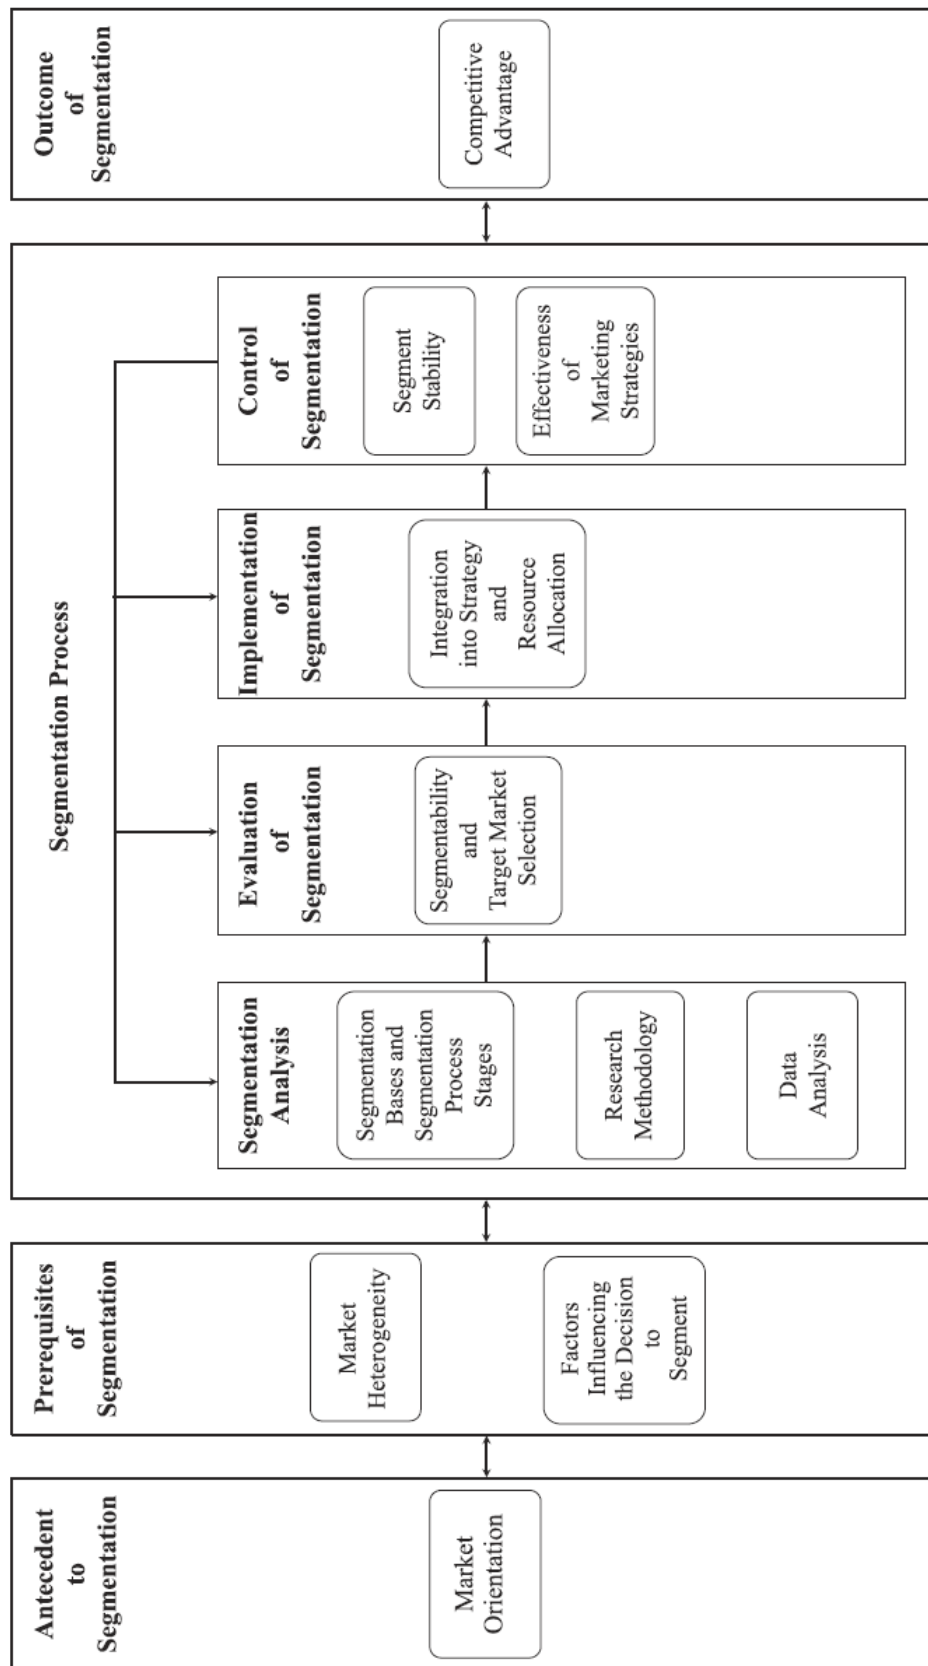 Antecedent
to
Segmentation
Market
Orientation
Prerequisites
of
Segmentation
Market
Heterogeneity
Factors
Influencing
the Decision
to
Segment
Segmentation Process
Segmentation
Analysis
Segmentation
Bases and
Segmentation
Process
Stages
Research
Methodology
Data
Analysis
Evaluation
of
Segmentation
Segmentability
and
Target Market
Selection
Implementation
of
Segmentation
Integration
into Strategy
and
Resource
Allocation
Control
of
Segmentation
Segment
Stability
Effectiveness
of
Marketing
Strategies
Outcome
of
Segmentation
Competitive
Advantage